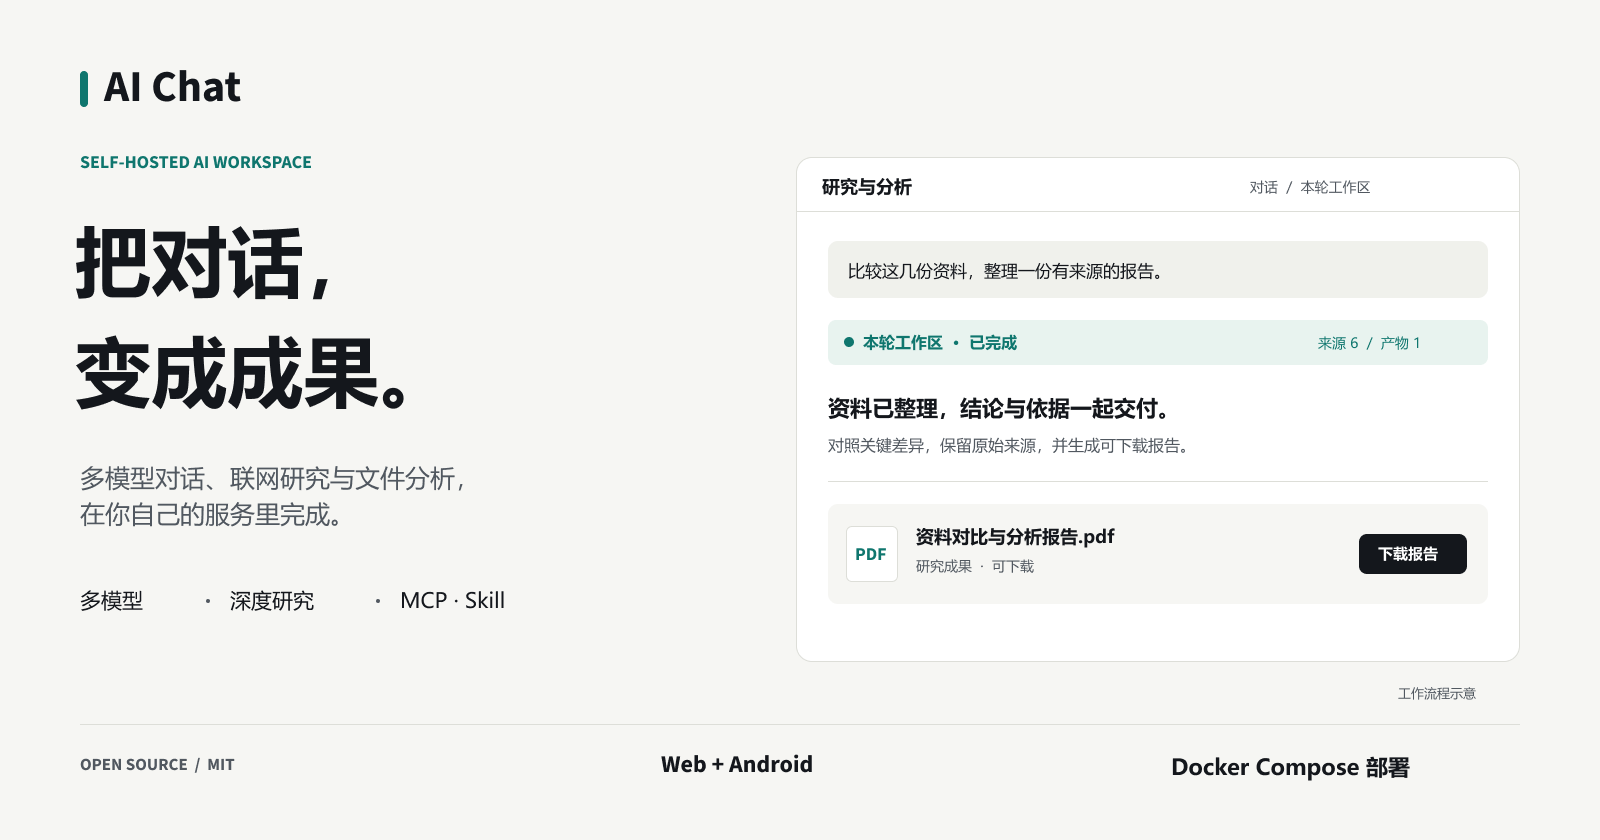 AI Chat
SELF-HOSTED AI WORKSPACE
把对话，
变成成果。
多模型对话、联网研究与文件分析，
在你自己的服务里完成。
多模型 · 深度研究 · MCP · Skill
研究与分析
对话 / 本轮工作区
比较这几份资料，整理一份有来源的报告。
本轮工作区 · 已完成
来源 6 / 产物 1
资料已整理，结论与依据一起交付。
对照关键差异，保留原始来源，并生成可下载报告。
PDF
资料对比与分析报告.pdf
研究成果 · 可下载
下载报告
工作流程示意
OPEN SOURCE / MIT
Web + Android
Docker Compose 部署